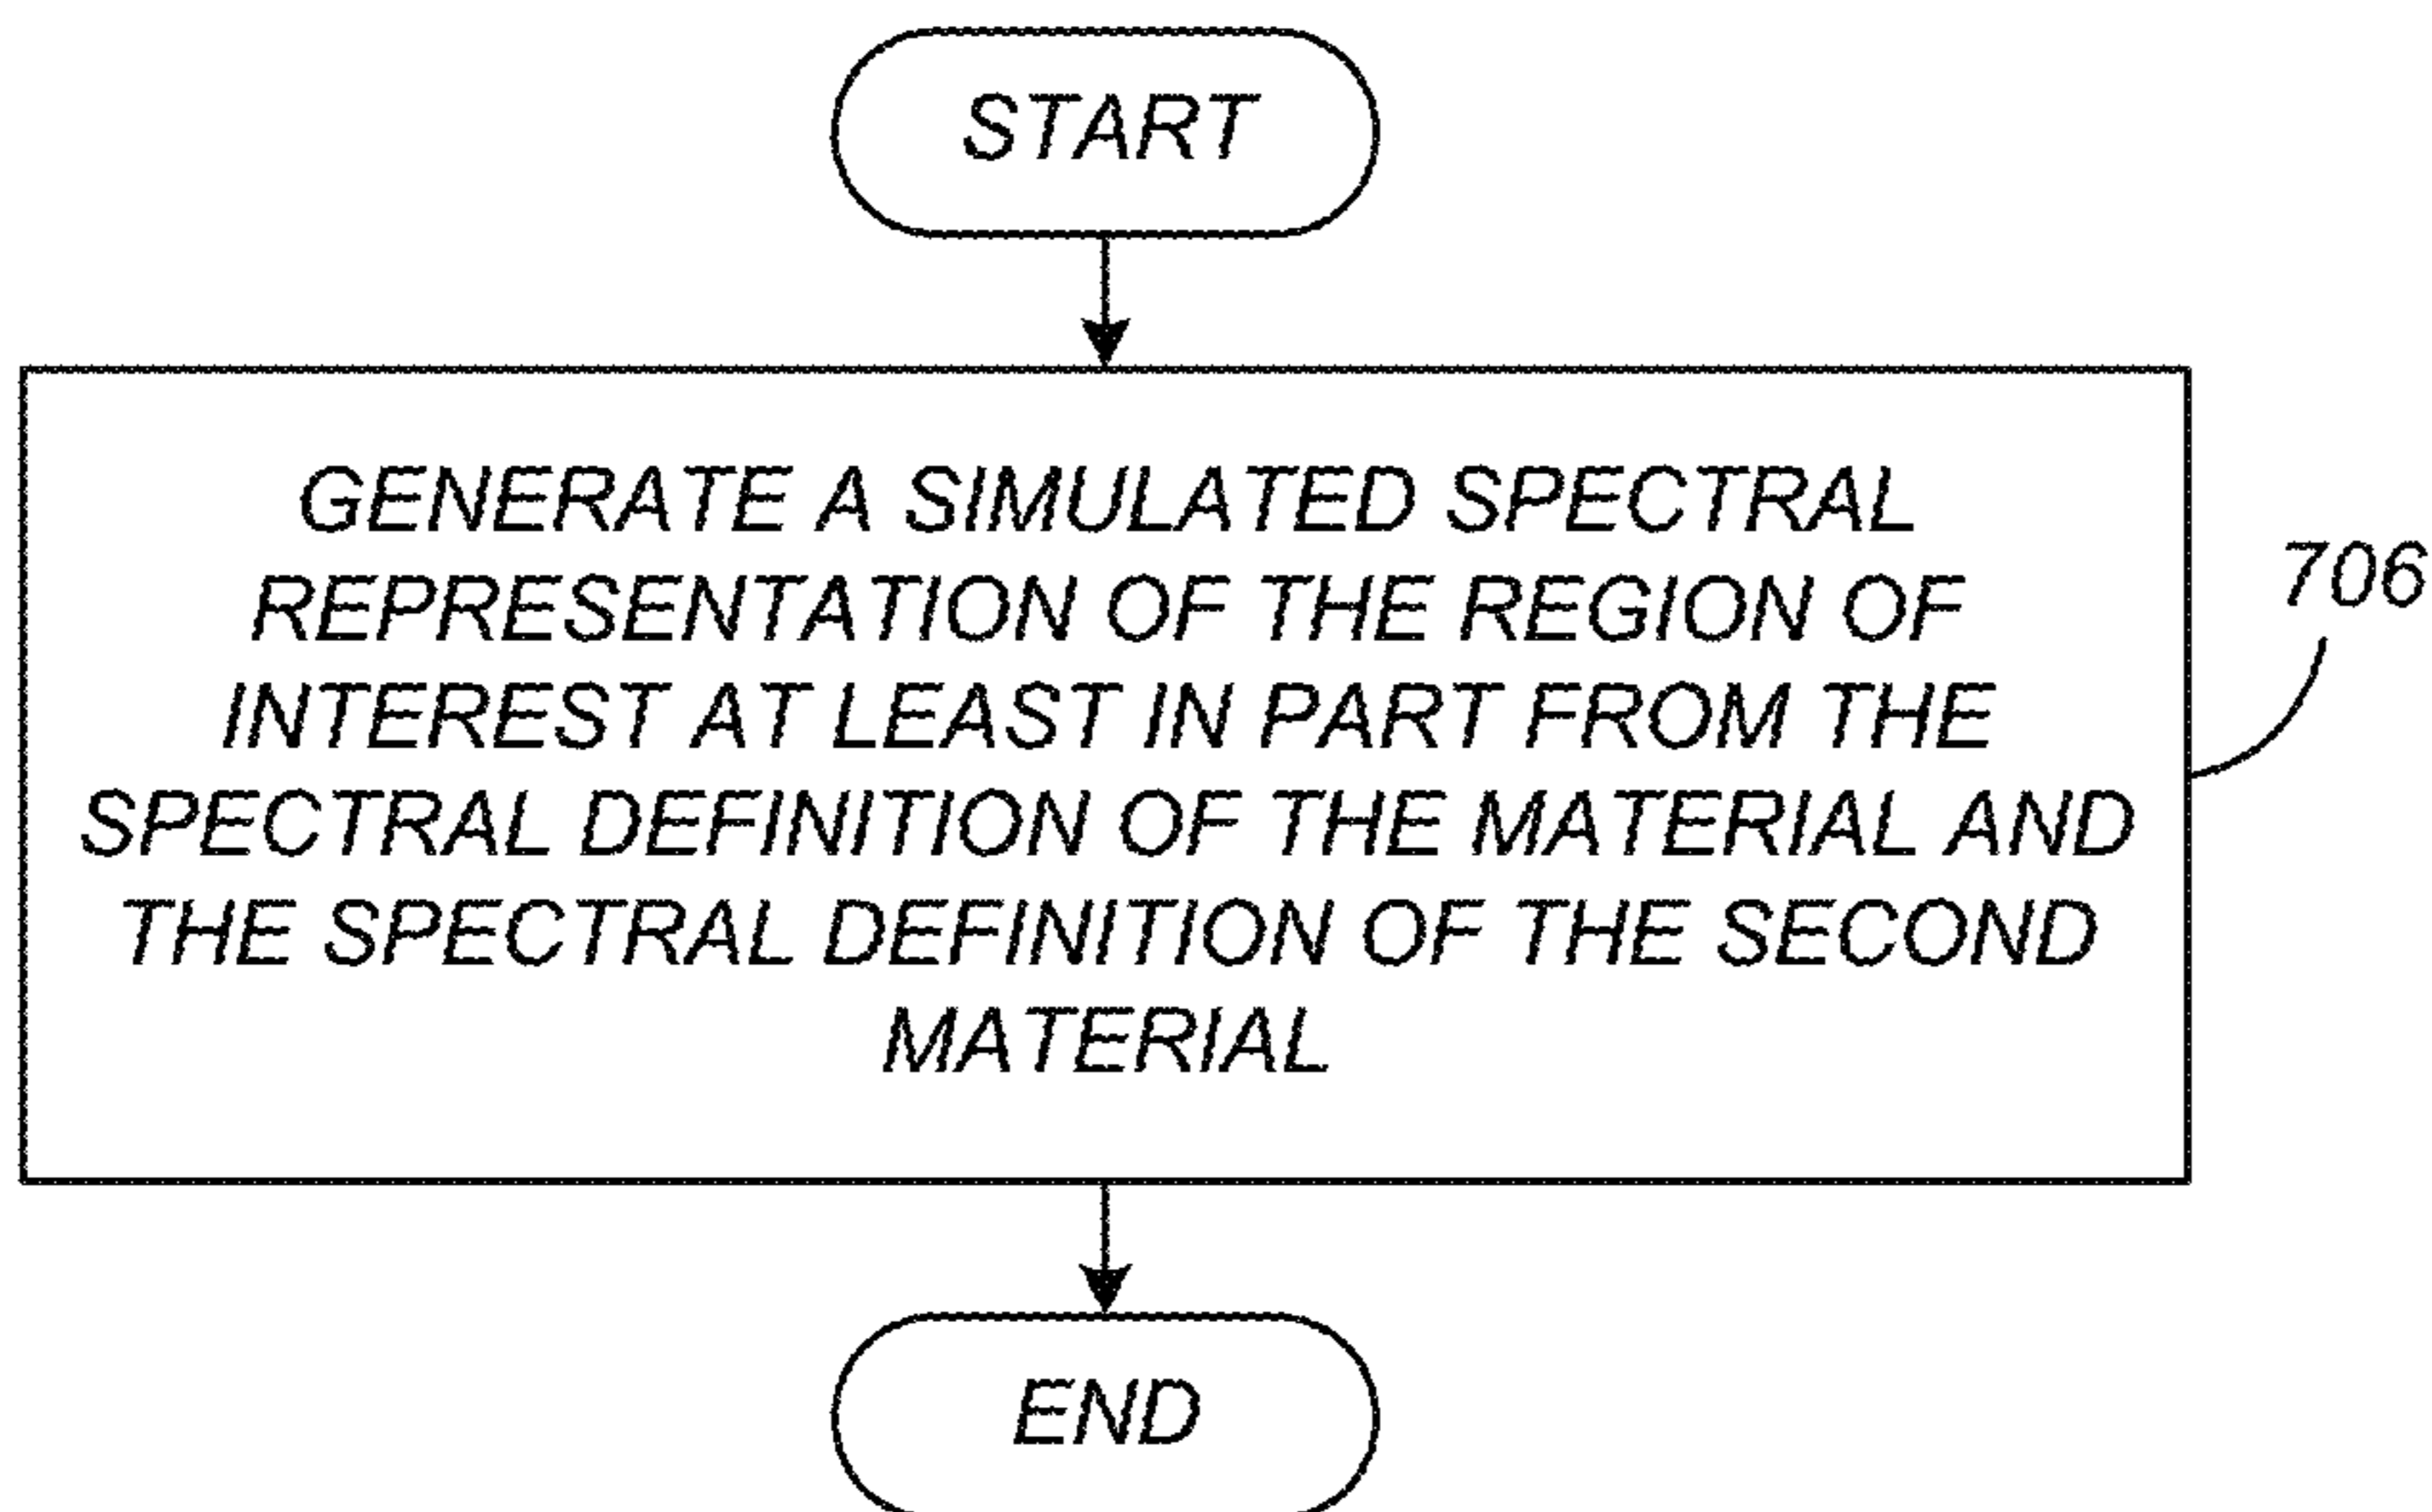 START
GENERATE A SIMULATED SPECTRAL
REPRESENTATION OF THE REGION OF
INTEREST AT LEAST IN PART FROM THE
SPECTRAL DEFINITION OF THE MATERIAL AND
THE SPECTRAL DEFINITION OF THE SECOND
MATERIAL
706
END